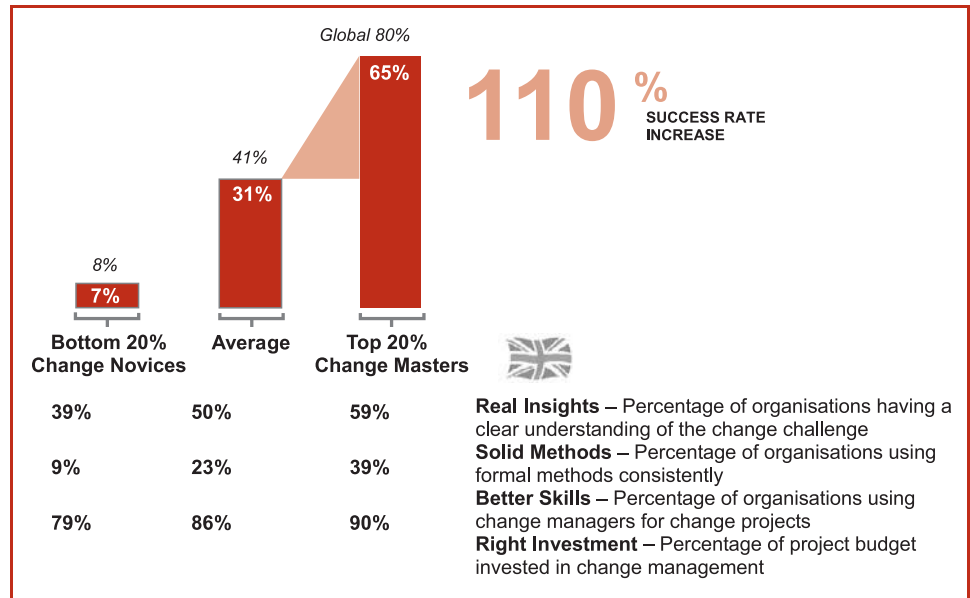 Global 80%
65%
110 %
SUCCESS RATE
INCREASE
41%
31%
8%
7%
Bottom 20%
Change Novices
Average
Top 20%
Change Masters
39% 50% 59%
9% 23% 39%
79% 86% 90%
Real Insights – Percentage of organisations having a
clear understanding of the change challenge
Solid Methods – Percentage of organisations using
formal methods consistently
Better Skills – Percentage of organisations using
change managers for change projects
Right Investment – Percentage of project budget
invested in change management